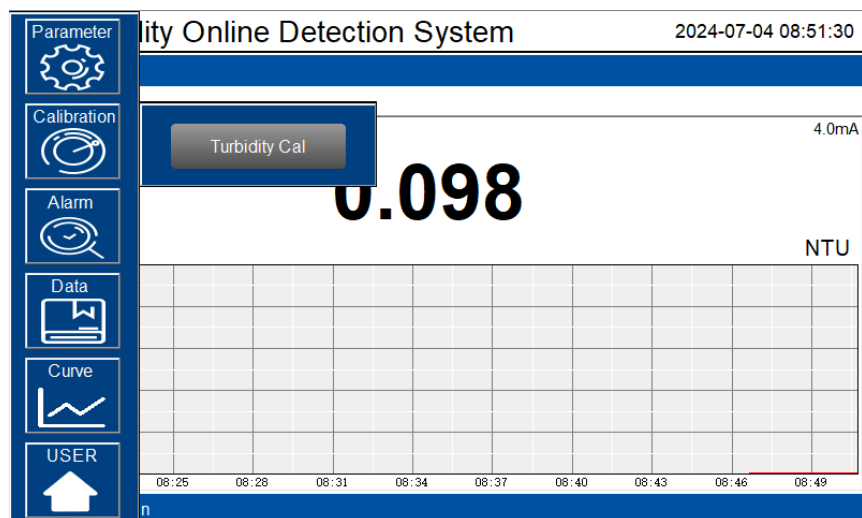 Parameter
lity Online Detection System
2024-07-04 08:51:30
Calibration
Turbidity Cal
4.0mA
0.098
Alarm
NTU
Data
Curve
USER
08:25 08:28 08:31 08:34 08:37 08:40 08:43 08:46 08:49
n